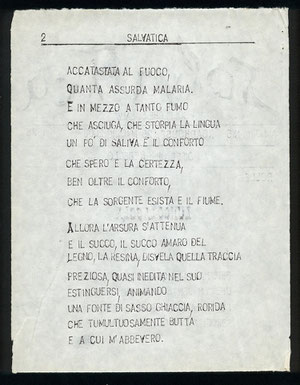 2 SALVATICA
ACCATASTATA AL FUOCO,
QUANTA ASSURDA MALARIA.
E IN MEZZO A TANTO FUMO
CHE ASCIUGA, CHE STORPIA LA LINGUA
UN PO' DI SALIVA E' IL CONFORTO
CHE SPERO E LA CERTEZZA,
BEN OLTRE IL CONFORTO,
CHE LA SORGENTE ESISTA E IL FIUME.
ALLORA L'ARSURA S'ATTENUA
E IL SUCCO, IL SUCCO AMARO DEL
LEGNO, LA RESINA, DISVELA QUELLA TRACCIA
PREZIOSA, QUASI INEDITA NEL SUO
ESTINGUERSI, ANIMANDO
UNA FONTE DI SASSO GHIACCIA, RORIDA
CHE TUMULTUOSAMENTE BUTTA
E A CUI M'ABBEVERO.